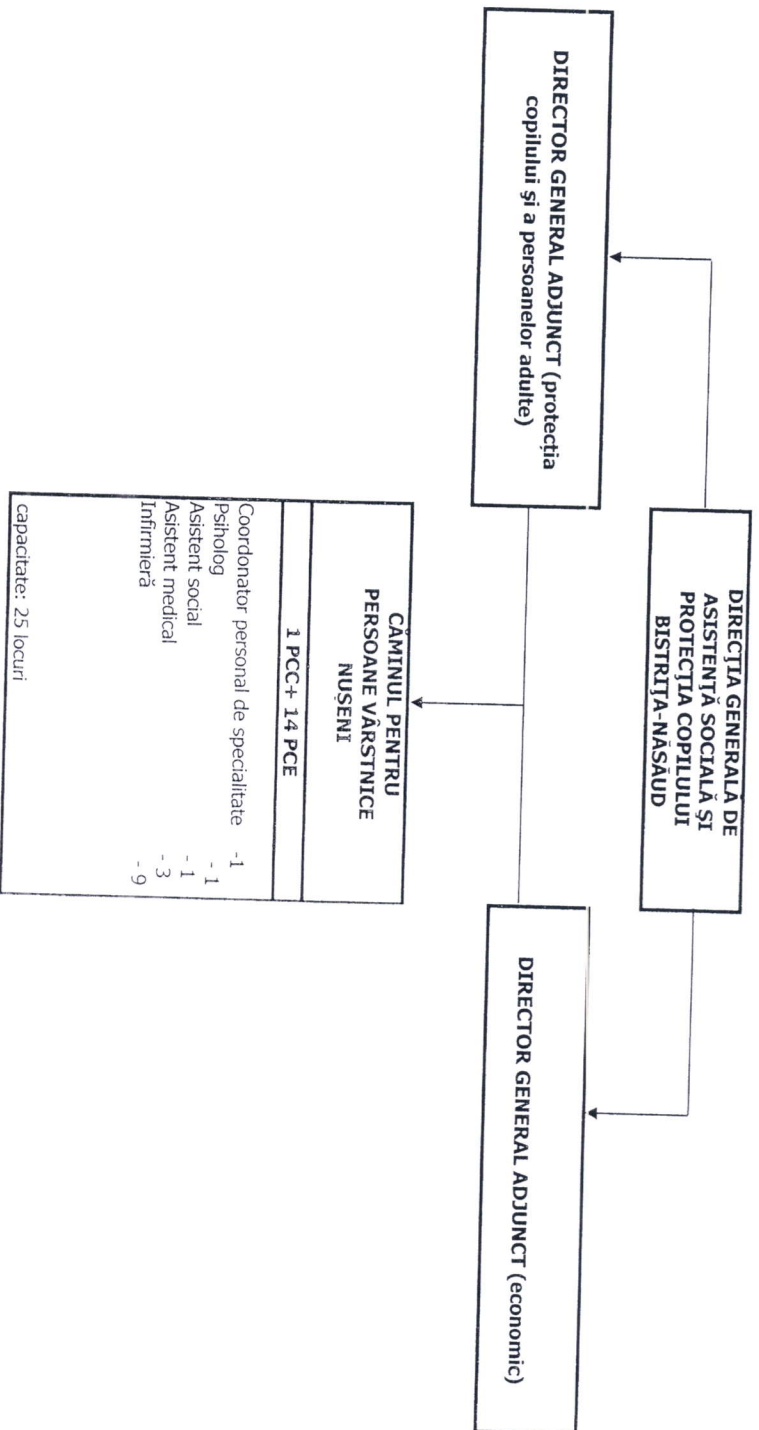 DIRECȚIA GENERALĂ DE
ASISTENȚĂ SOCIALĂ ȘI
PROTECȚIA COPILULUI
BISTRIȚA-NĂSĂUD
DIRECTOR GENERAL ADJUNCT (protecția
copilului și a persoanelor adulte)
DIRECTOR GENERAL ADJUNCT (economic)
CĂMINUL PENTRU
PERSOANE VÂRSTNICE
NUȘENI
1 PCC+ 14 PCE
Coordonator personal de specialitate -1
Psiholog - 1
Asistent social - 1
Asistent medical - 3
Infirmieră - 9
capacitate: 25 locuri